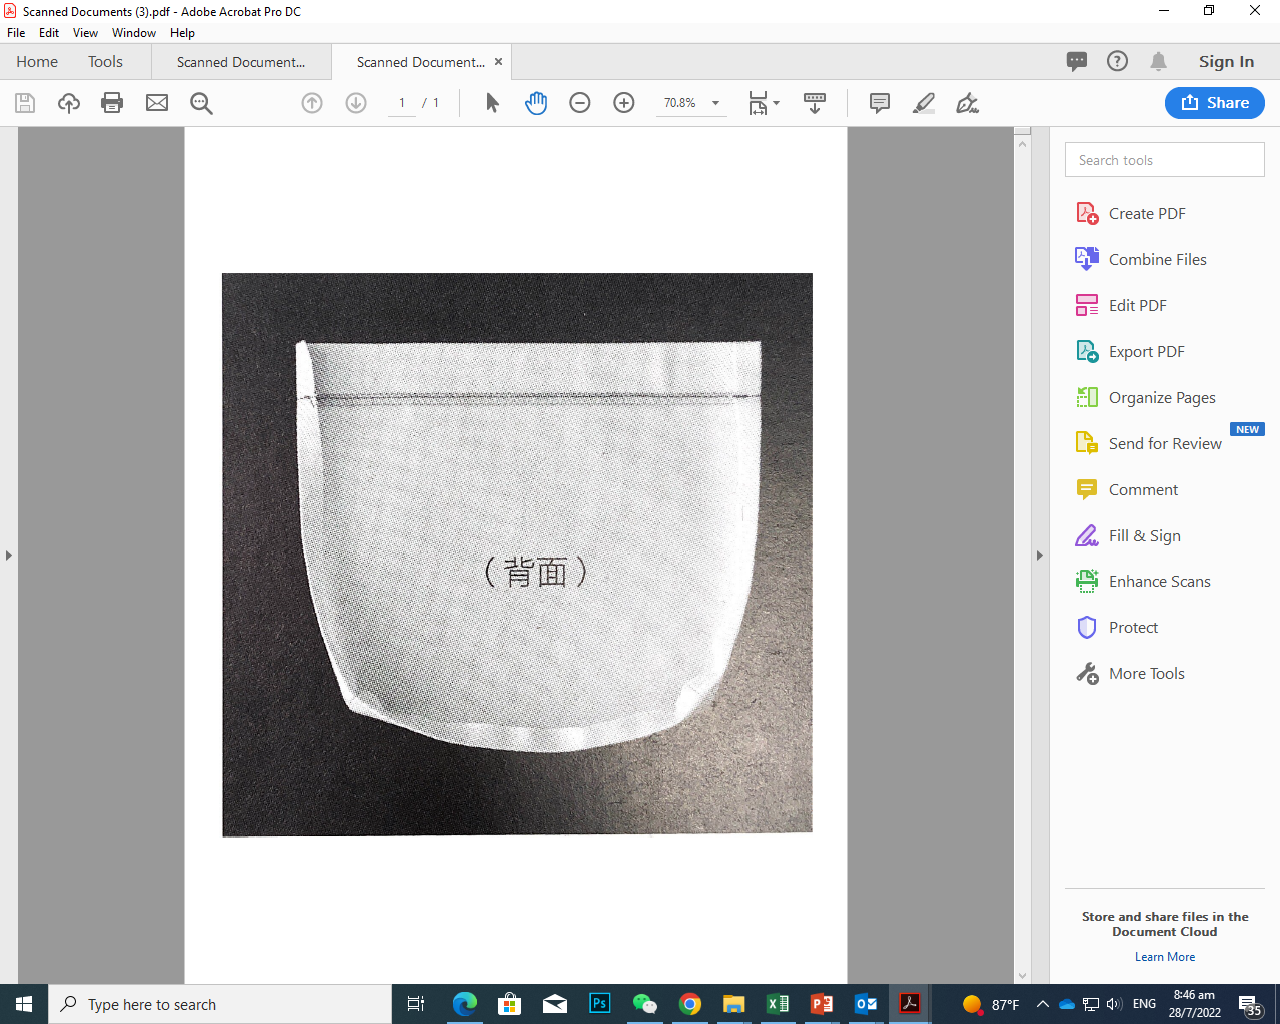 Scanned Documents (3).pdf - Adobe Acrobat Pro DC
File Edit View Window Help
Home Tools Scanned Document... Scanned Document... × Sign In
1 / 1 70.8% Share
Search tools
Create PDF
Combine Files
Edit PDF
Export PDF
Organize Pages
Send for Review NEW
Comment
Fill & Sign
Enhance Scans
Protect
More Tools
(背面)
Store and share files in the
Document Cloud
Learn More
Type here to search
Ps
87°F ENG 8:46 am
28/7/2022 35